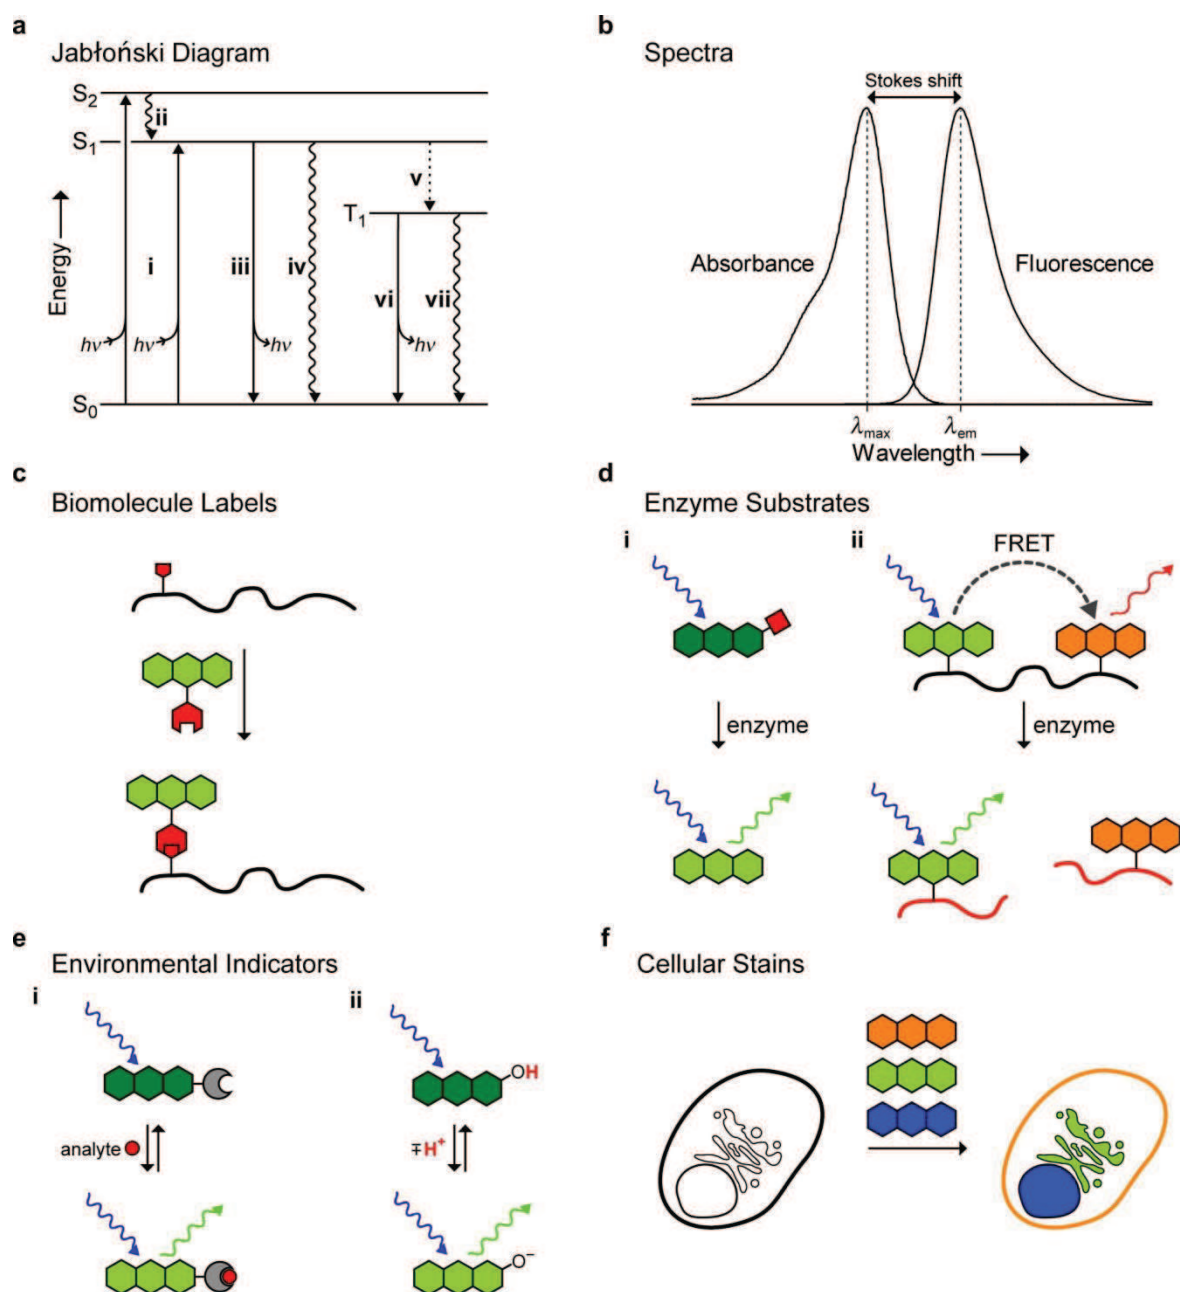 a
Jabłoński Diagram
S₂
ii
S₁
v
T₁
Energy
i
iii
iv
vi
vii
hν
hν
hν
hν
S₀
b
Spectra
Stokes shift
Absorbance
Fluorescence
λmax
λem
Wavelength
c
Biomolecule Labels
d
Enzyme Substrates
i
ii
FRET
enzyme
enzyme
e
Environmental Indicators
i
ii
OH
analyte
∓H⁺
O⁻
f
Cellular Stains